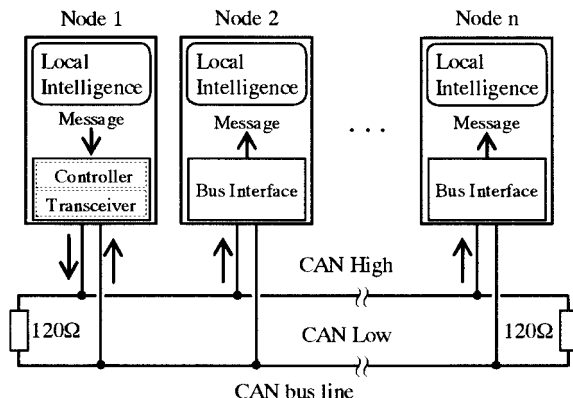 Node 1
Node 2
Node n
Local
Intelligence
Local
Intelligence
Local
Intelligence
Message
Message
Message
. . .
Controller
Transceiver
Bus Interface
Bus Interface
CAN High
120Ω
CAN Low
120Ω
CAN bus line